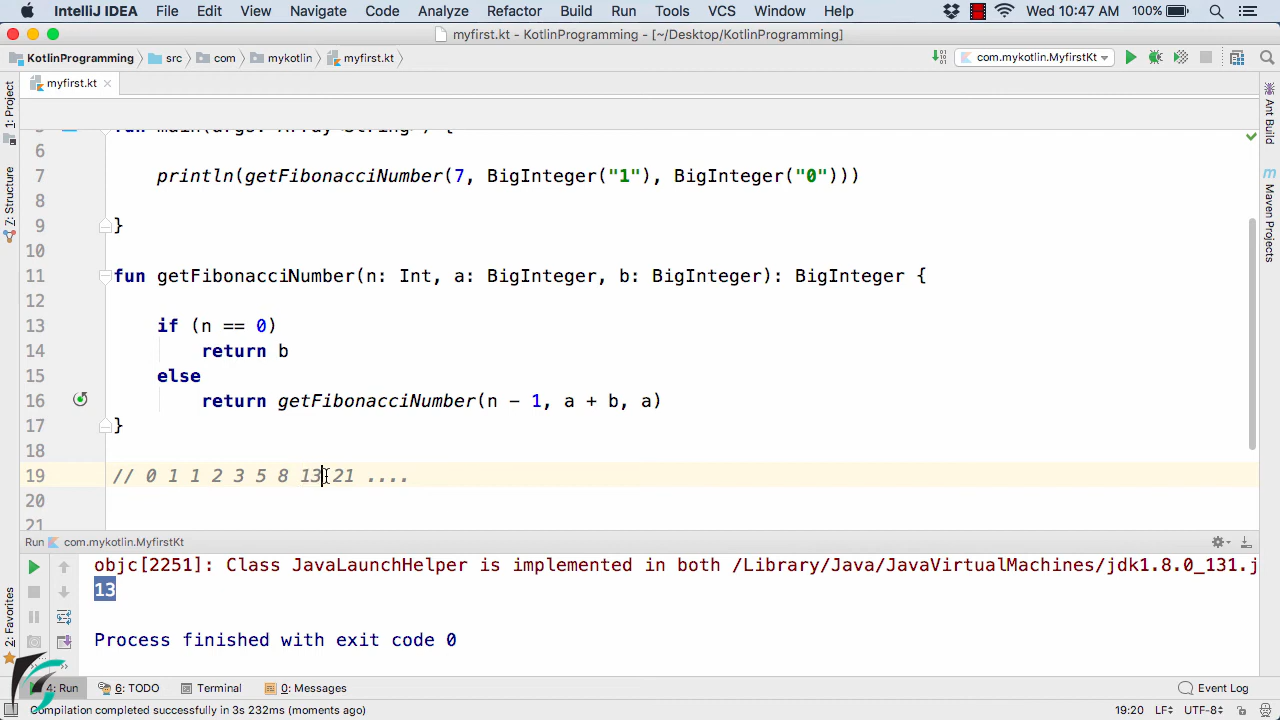 IntelliJ IDEA File Edit View Navigate Code Analyze Refactor Build Run Tools VCS Window Help 100% Wed 10:47 AM
myfirst.kt - KotlinProgramming - [~/Desktop/KotlinProgramming]
KotlinProgramming src com mykotlin myfirst.kt com.mykotlin.MyfirstKt
myfirst.kt
1: Project
7: Structure
2: Favorites
Ant Build
Maven Projects
fun main(args: Array<String>) {
6
7 println(getFibonacciNumber(7, BigInteger("1"), BigInteger("0")))
8
9 }
10
11 fun getFibonacciNumber(n: Int, a: BigInteger, b: BigInteger): BigInteger {
12
13 if (n == 0)
14 return b
15 else
16 return getFibonacciNumber(n - 1, a + b, a)
17 }
18
19 // 0 1 1 2 3 5 8 13 21 ....
20
21
Run com.mykotlin.MyfirstKt
objc[2251]: Class JavaLaunchHelper is implemented in both /Library/Java/JavaVirtualMachines/jdk1.8.0_131.j
13
Process finished with exit code 0
4: Run 6: TODO Terminal 0: Messages Event Log
Compilation completed successfully in 3s 232ms (moments ago) 19:20 LF UTF-8